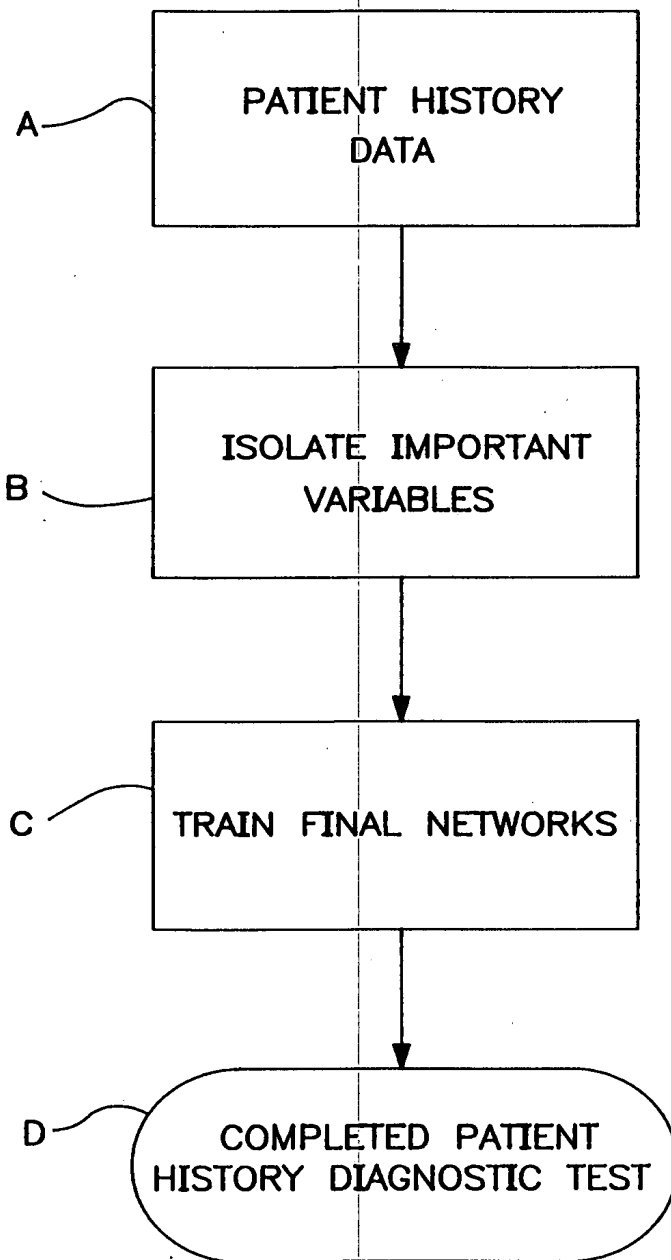 A
PATIENT HISTORY
DATA
B
ISOLATE IMPORTANT
VARIABLES
C
TRAIN FINAL NETWORKS
D
COMPLETED PATIENT
HISTORY DIAGNOSTIC TEST